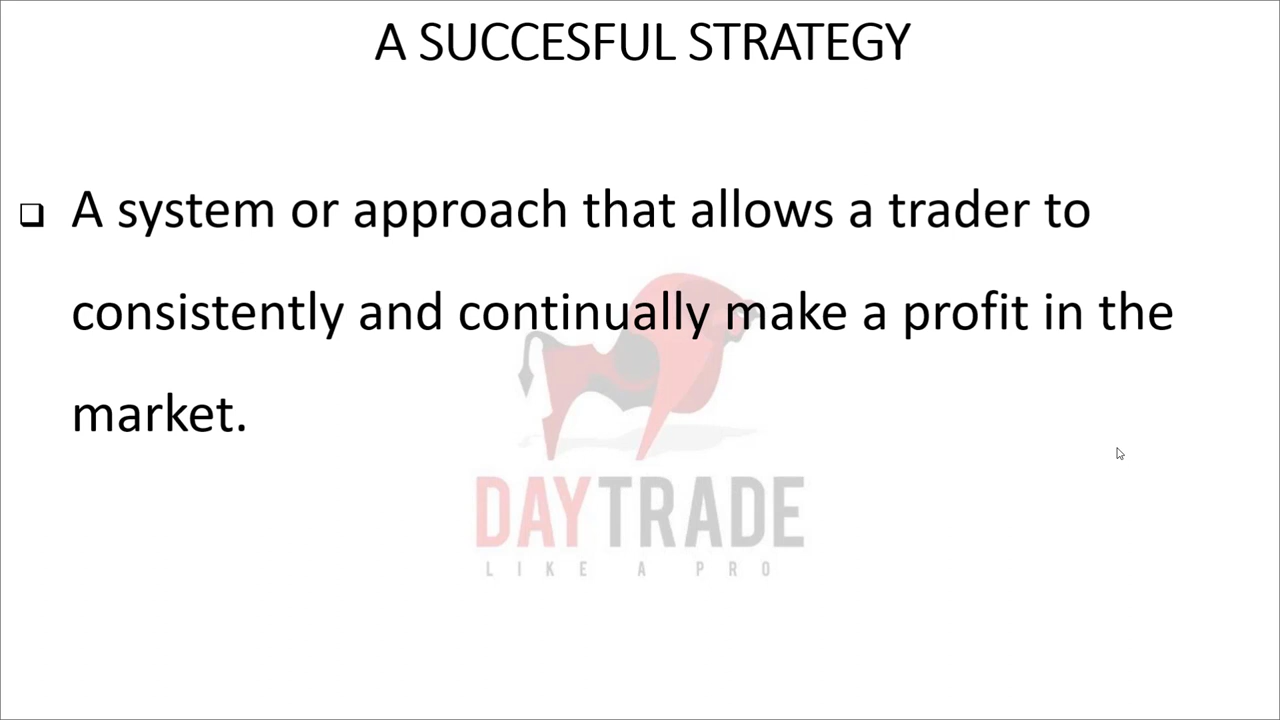 A SUCCESFUL STRATEGY
❑ A system or approach that allows a trader to
consistently and continually make a profit in the
market.
DAYTRADE
LIKE A PRO